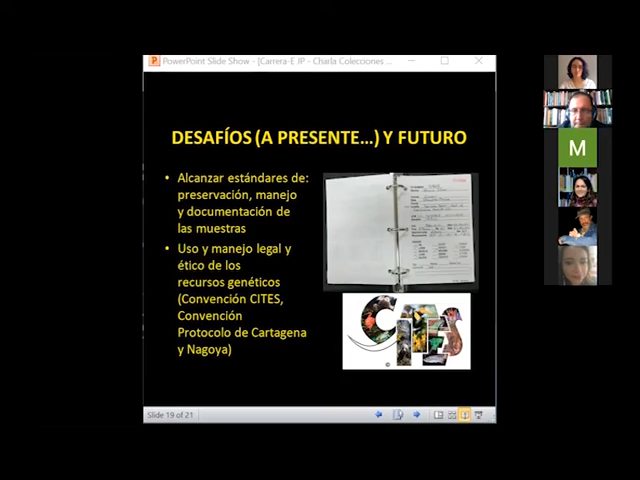 PowerPoint Slide Show - [Carrera-E JP - Charla Colecciones ...
DESAFÍOS (A PRESENTE...) Y FUTURO
• Alcanzar estándares de:
preservación, manejo
y documentación de
las muestras
• Uso y manejo legal y
ético de los
recursos genéticos
(Convención CITES,
Convención
Protocolo de Cartagena
y Nagoya)
CITES
M
Slide 19 of 21